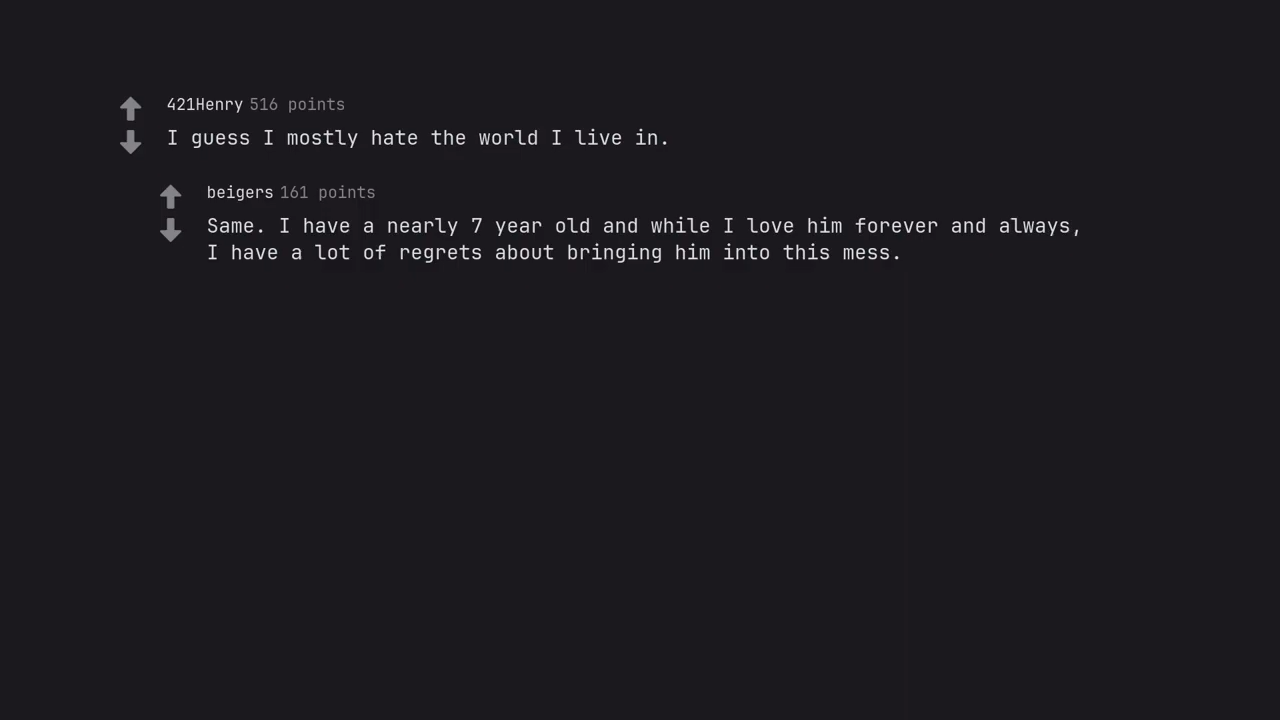 421Henry 516 points
I guess I mostly hate the world I live in.
beigers 161 points
Same. I have a nearly 7 year old and while I love him forever and always,
I have a lot of regrets about bringing him into this mess.